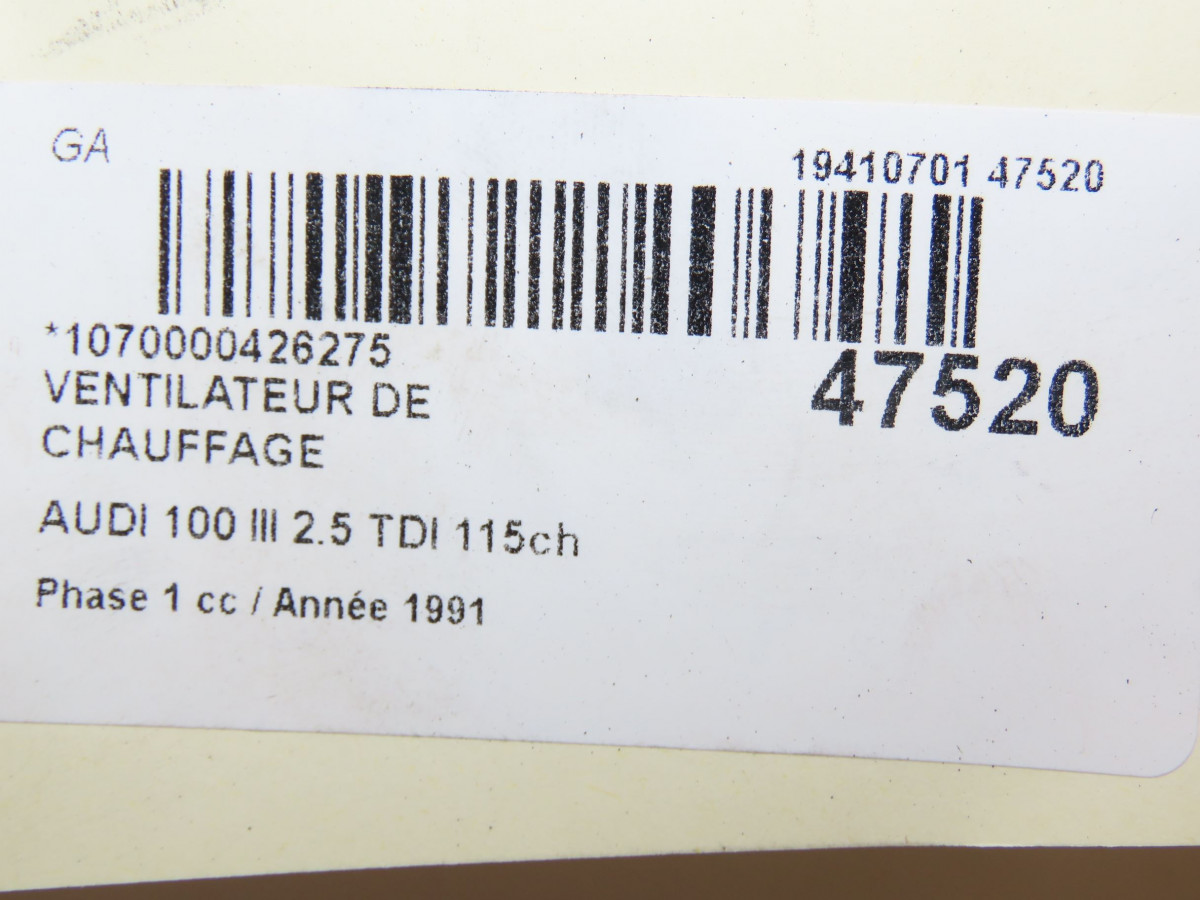 GA
19410701 47520
*1070000426275
47520
VENTILATEUR DE
CHAUFFAGE
AUDI 100 III 2.5 TDI 115ch
Phase 1 cc / Année 1991